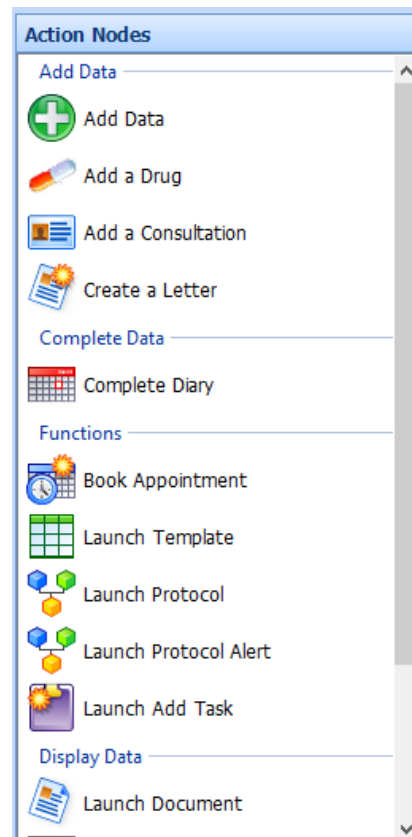 Action Nodes
Add Data
Add Data
Add a Drug
Add a Consultation
Create a Letter
Complete Data
Complete Diary
Functions
Book Appointment
Launch Template
Launch Protocol
Launch Protocol Alert
Launch Add Task
Display Data
Launch Document